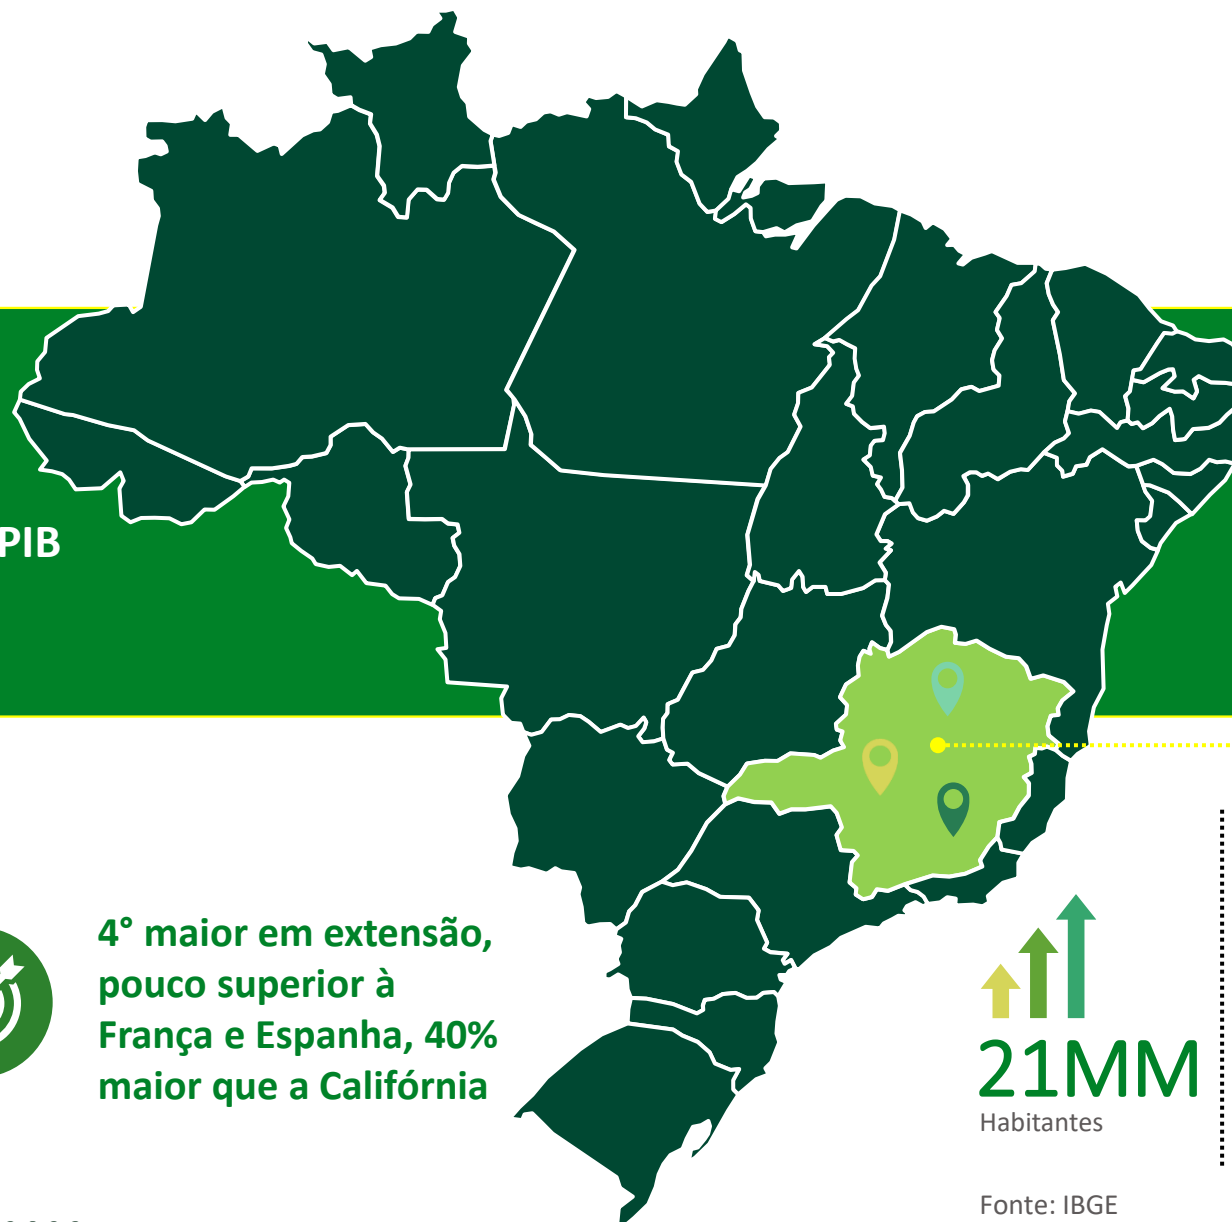 PIB
4° maior em extensão,
pouco superior à
França e Espanha, 40%
maior que a Califórnia
21MM
Habitantes
Fonte: IBGE